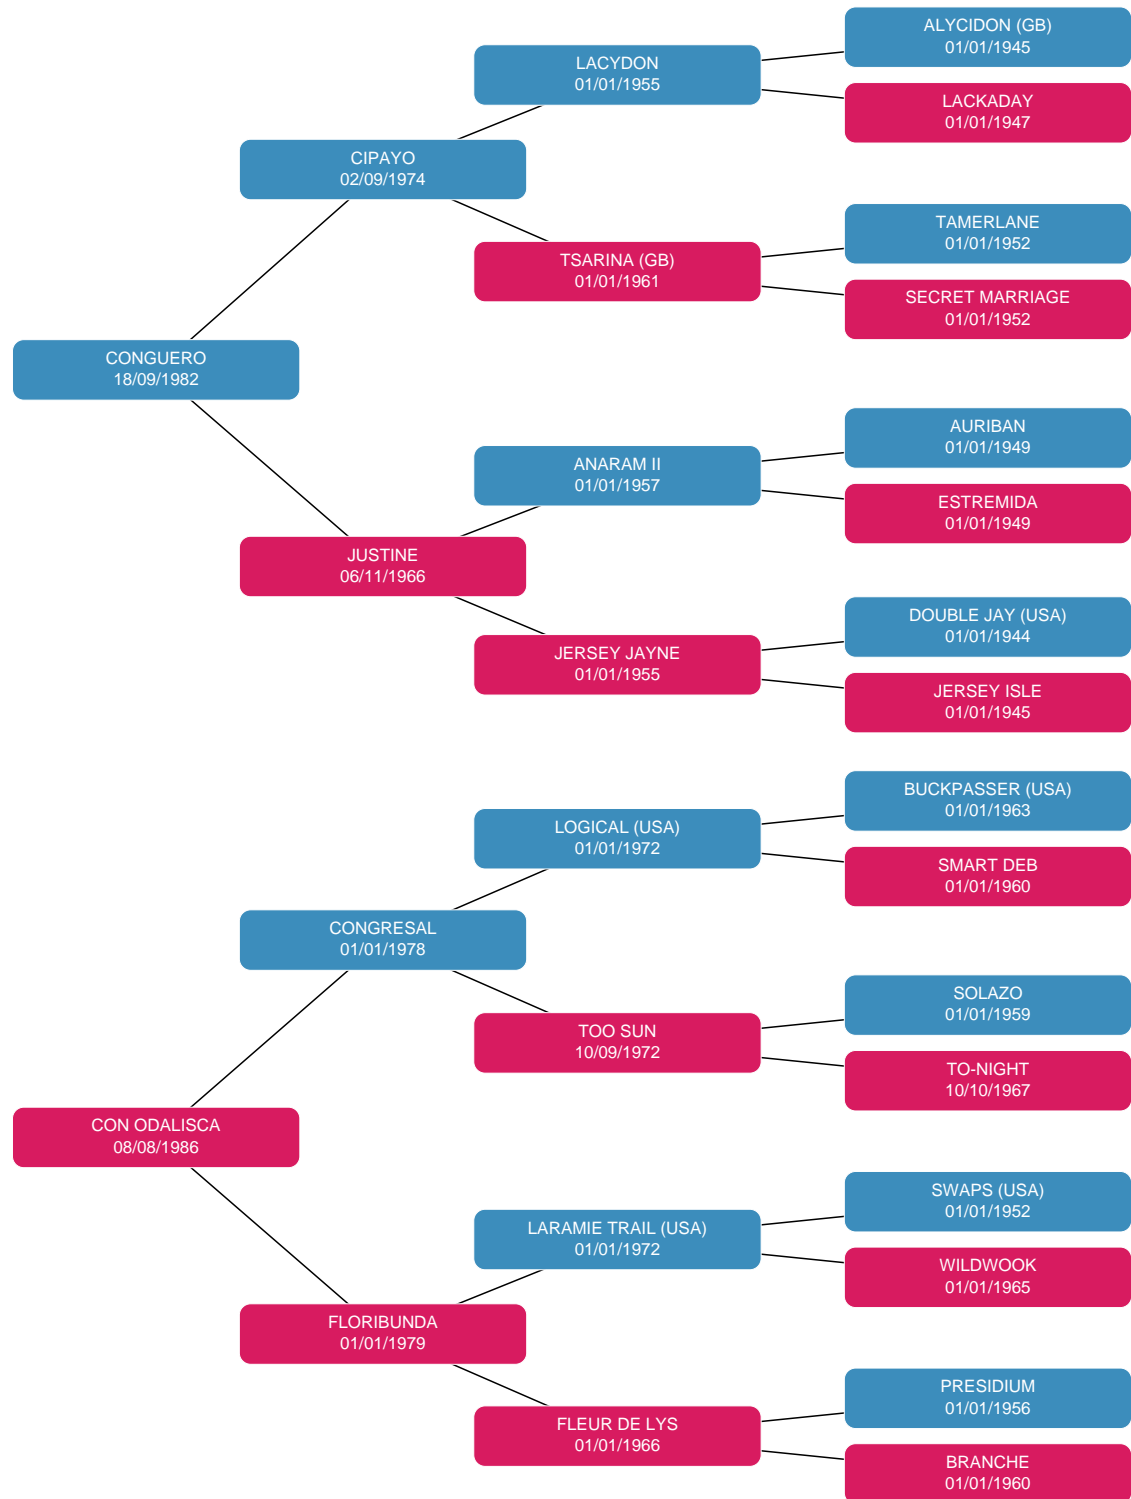 ALYCIDON (GB)
01/01/1945
LACYDON
01/01/1955
LACKADAY
01/01/1947
CIPAYO
02/09/1974
TAMERLANE
01/01/1952
TSARINA (GB)
01/01/1961
SECRET MARRIAGE
01/01/1952
CONGUERO
18/09/1982
AURIBAN
01/01/1949
ANARAM II
01/01/1957
ESTREMIDA
01/01/1949
JUSTINE
06/11/1966
DOUBLE JAY (USA)
01/01/1944
JERSEY JAYNE
01/01/1955
JERSEY ISLE
01/01/1945
BUCKPASSER (USA)
01/01/1963
LOGICAL (USA)
01/01/1972
SMART DEB
01/01/1960
CONGRESAL
01/01/1978
SOLAZO
01/01/1959
TOO SUN
10/09/1972
TO-NIGHT
10/10/1967
CON ODALISCA
08/08/1986
SWAPS (USA)
01/01/1952
LARAMIE TRAIL (USA)
01/01/1972
WILDWOOK
01/01/1965
FLORIBUNDA
01/01/1979
PRESIDIUM
01/01/1956
FLEUR DE LYS
01/01/1966
BRANCHE
01/01/1960